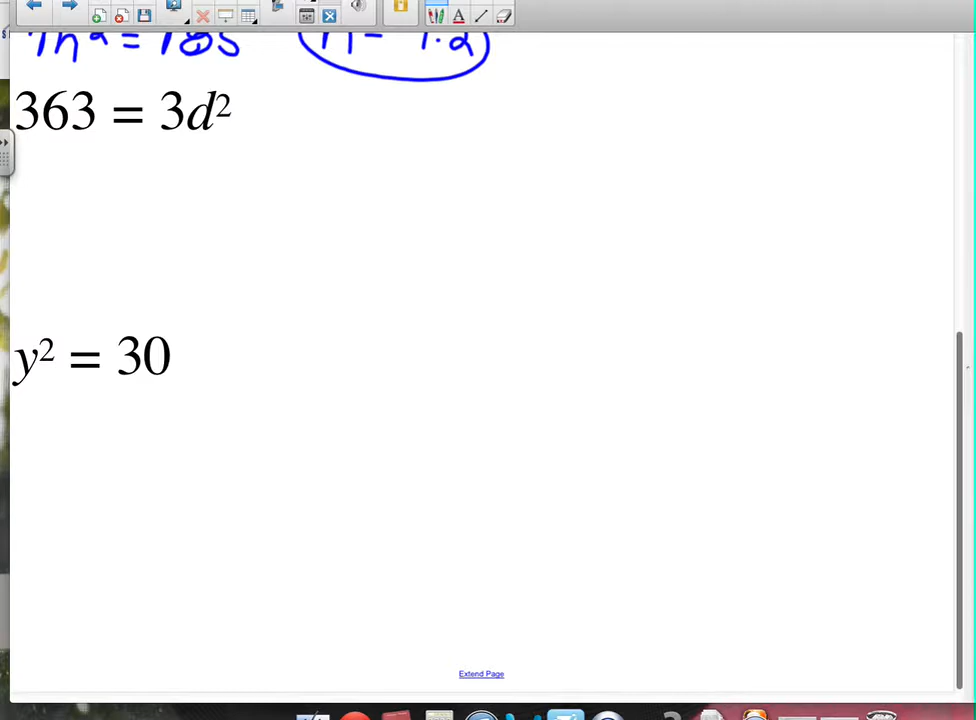 363 = 3d²
y² = 30
Extend Page